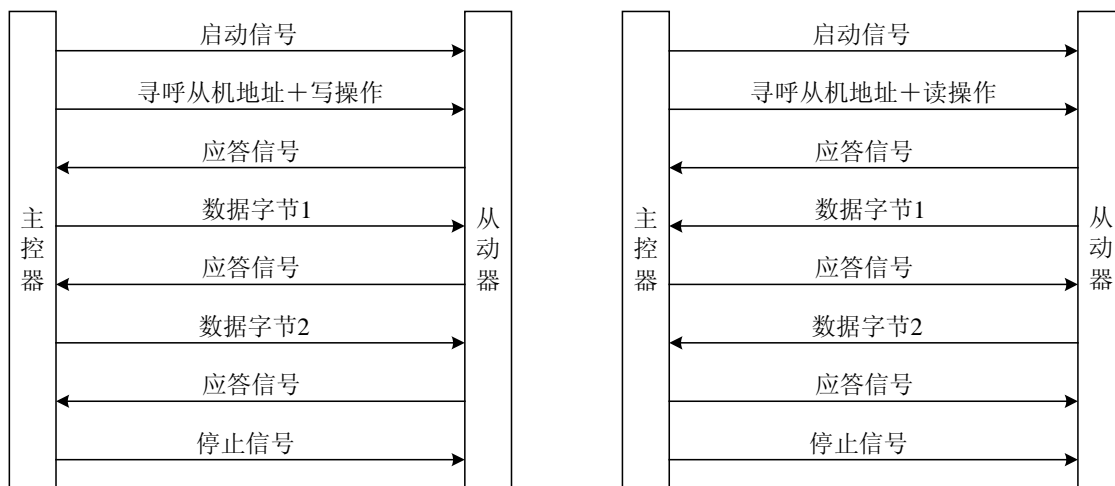 主控器
启动信号
寻呼从机地址＋写操作
应答信号
数据字节1
应答信号
数据字节2
应答信号
停止信号
从动器
主控器
启动信号
寻呼从机地址＋读操作
应答信号
数据字节1
应答信号
数据字节2
应答信号
停止信号
从动器